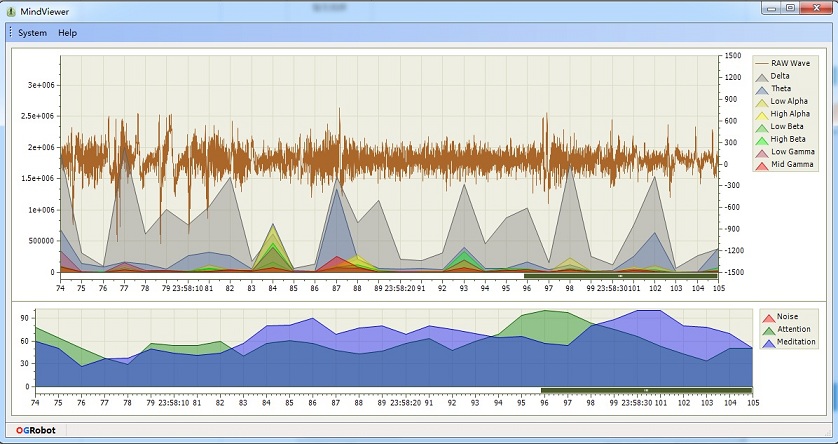 MindViewer
System Help
3e+006
2.5e+006
2e+006
1.5e+006
1e+006
500000
0
1500
1200
900
600
300
0
-300
-600
-900
-1200
-1500
74 75 76 77 78 79 23:58:10 81 82 83 84 85 86 87 88 89 23:58:20 91 92 93 94 95 96 97 98 99 23:58:30 101 102 103 104 105
RAW Wave
Delta
Theta
Low Alpha
High Alpha
Low Beta
High Beta
Low Gamma
Mid Gamma
90
60
30
0
74 75 76 77 78 79 23:58:10 81 82 83 84 85 86 87 88 89 23:58:20 91 92 93 94 95 96 97 98 99 23:58:30 101 102 103 104 105
Noise
Attention
Meditation
OGRobot